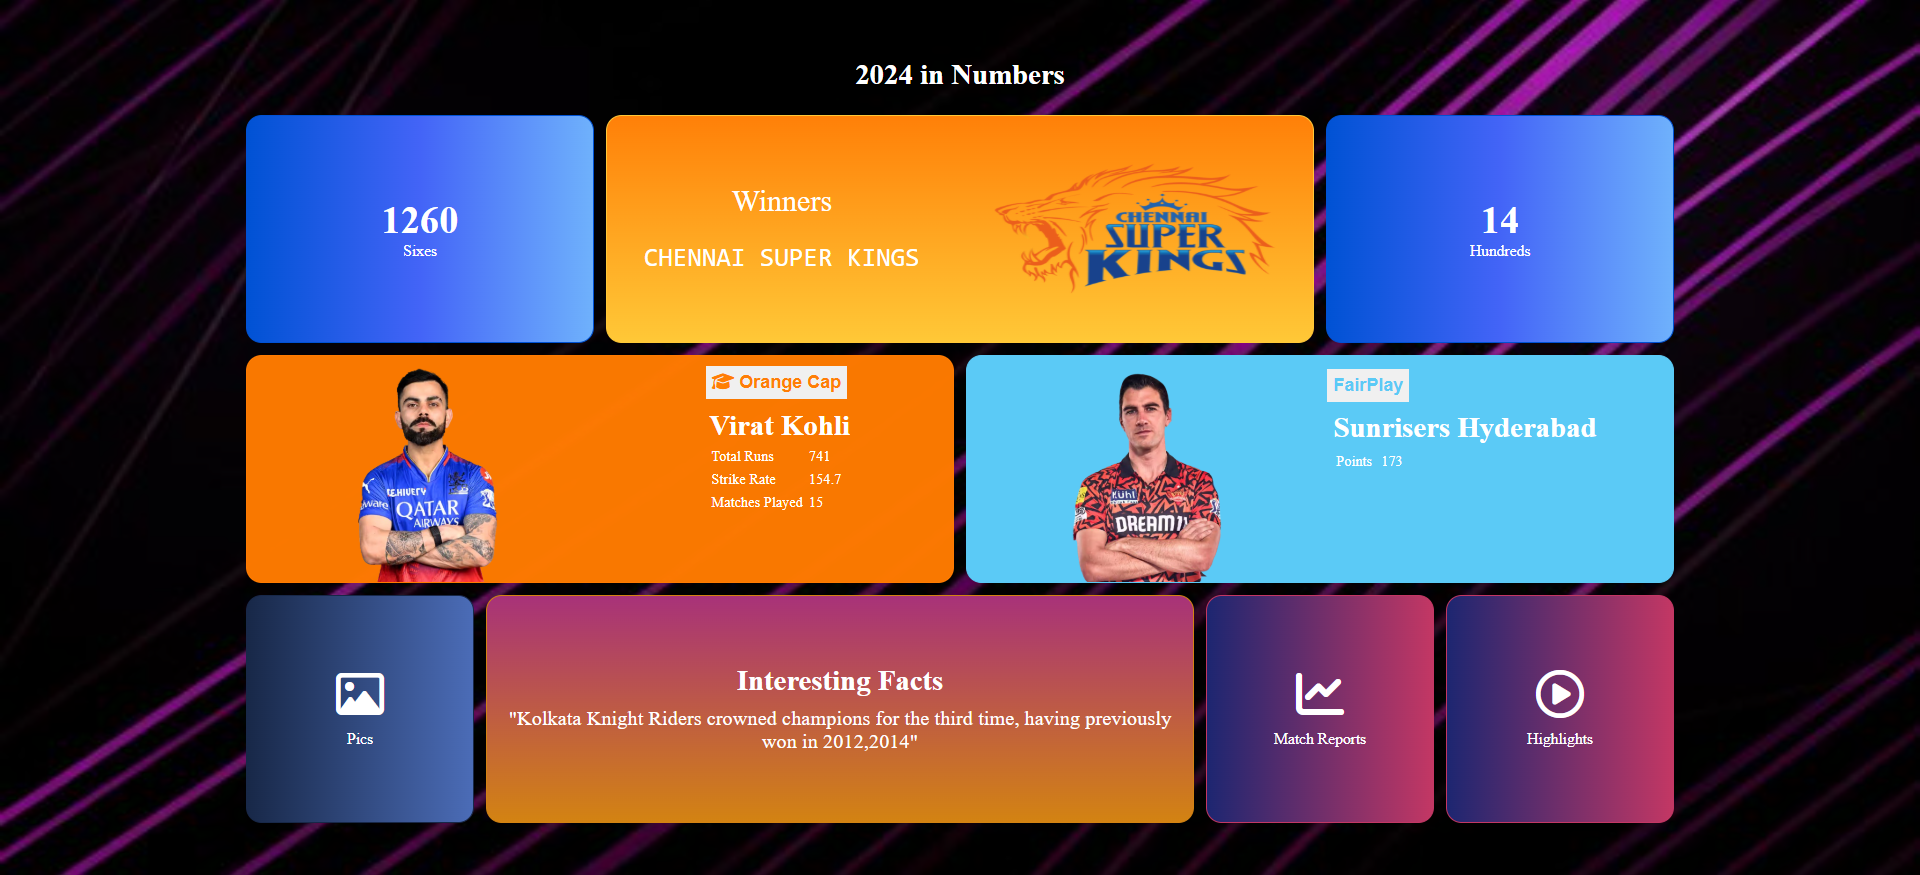 2024 in Numbers
1260
Sixes
Winners
CHENNAI SUPER KINGS
CHENNAI
SUPER
KINGS
14
Hundreds
Orange Cap
Virat Kohli
Total Runs 741
Strike Rate 154.7
Matches Played 15
QATAR
AIRWAYS
FairPlay
Sunrisers Hyderabad
Points 173
Kühl
DREAM11
Pics
Interesting Facts
"Kolkata Knight Riders crowned champions for the third time, having previously
won in 2012,2014"
Match Reports
Highlights